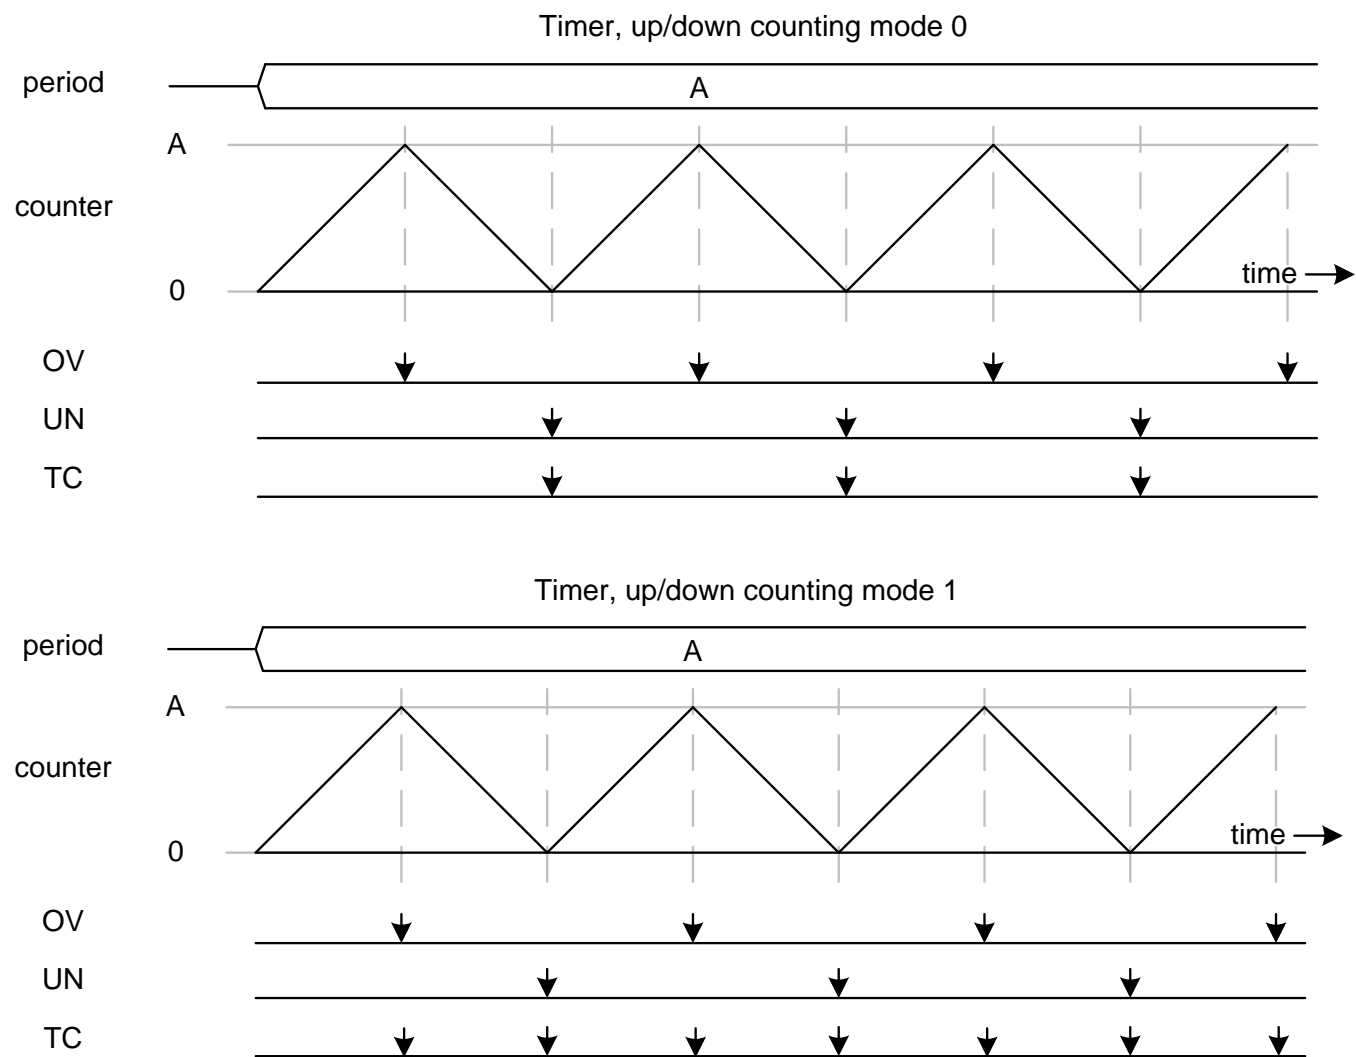 Timer, up/down counting mode 0
period
A
A
counter
0
time
OV
UN
TC
Timer, up/down counting mode 1
period
A
A
counter
0
time
OV
UN
TC